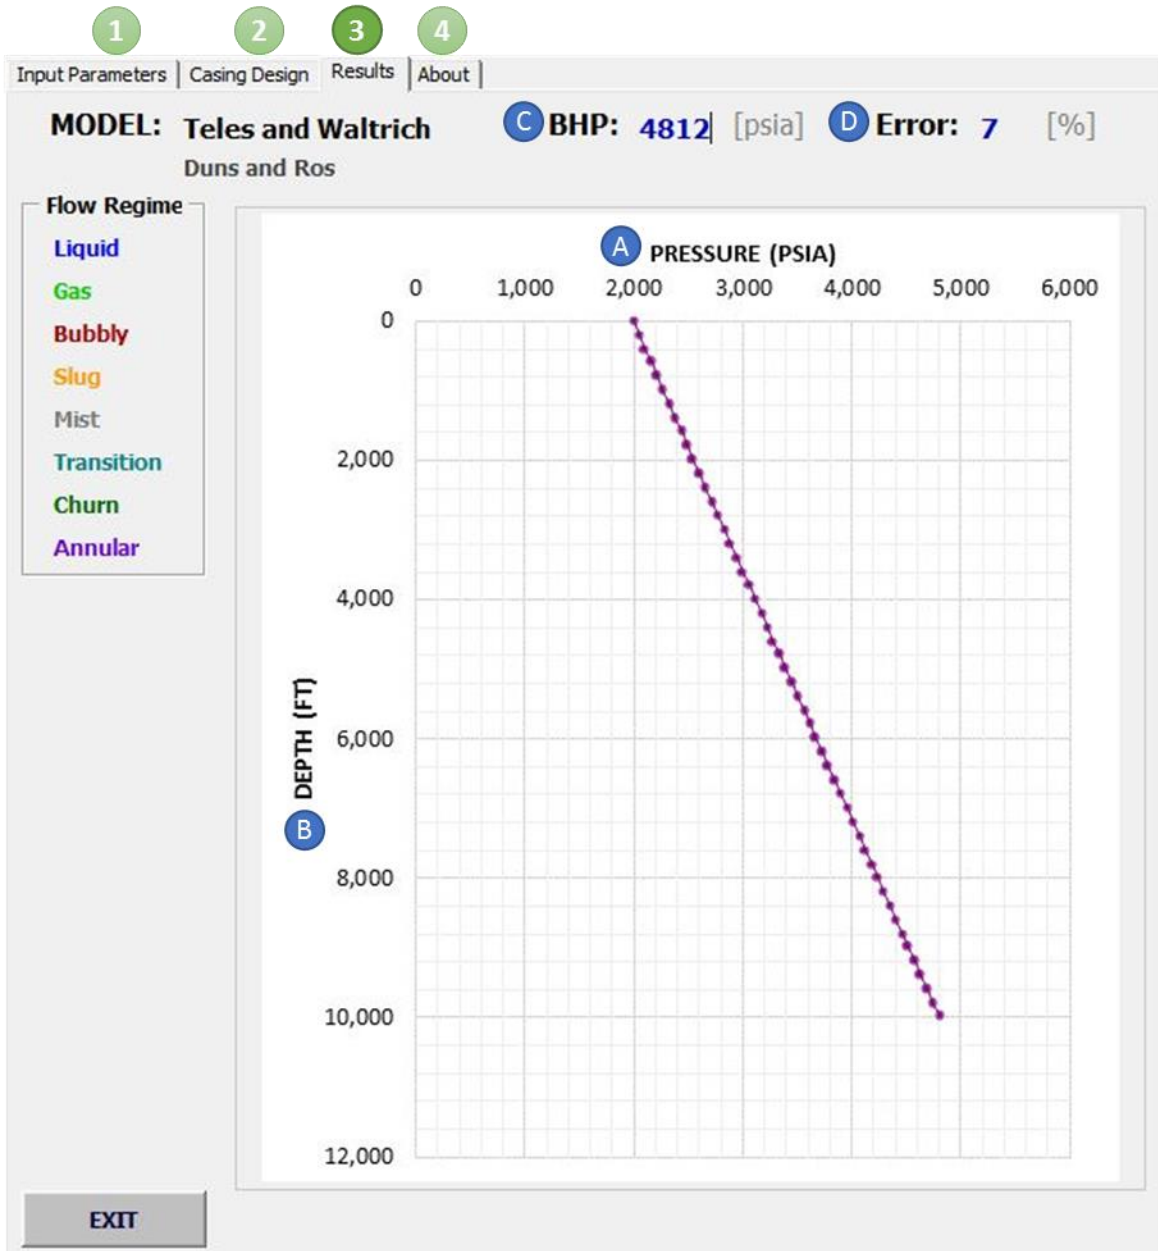 1 2 3 4
Input Parameters Casing Design Results About
MODEL: Teles and Waltrich C BHP: 4812 [psia] D Error: 7 [%]
Duns and Ros
Flow Regime
Liquid
Gas
Bubbly
Slug
Mist
Transition
Churn
Annular
A PRESSURE (PSIA)
0 1,000 2,000 3,000 4,000 5,000 6,000
0
2,000
4,000
6,000
8,000
10,000
12,000
DEPTH (FT)
B
EXIT